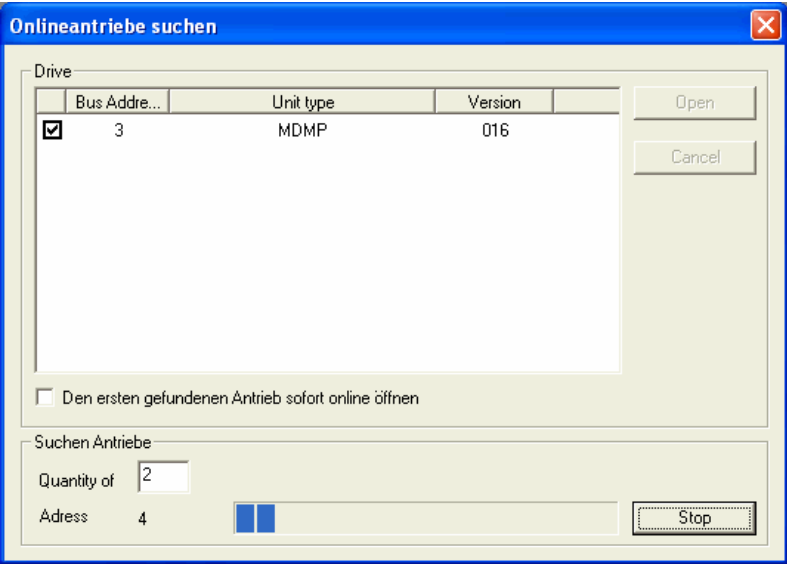 Onlineantriebe suchen
Drive
Bus Addre... Unit type Version
3 MDMP 016
Open
Cancel
Den ersten gefundenen Antrieb sofort online öffnen
Suchen Antriebe
Quantity of 2
Adress 4
Stop